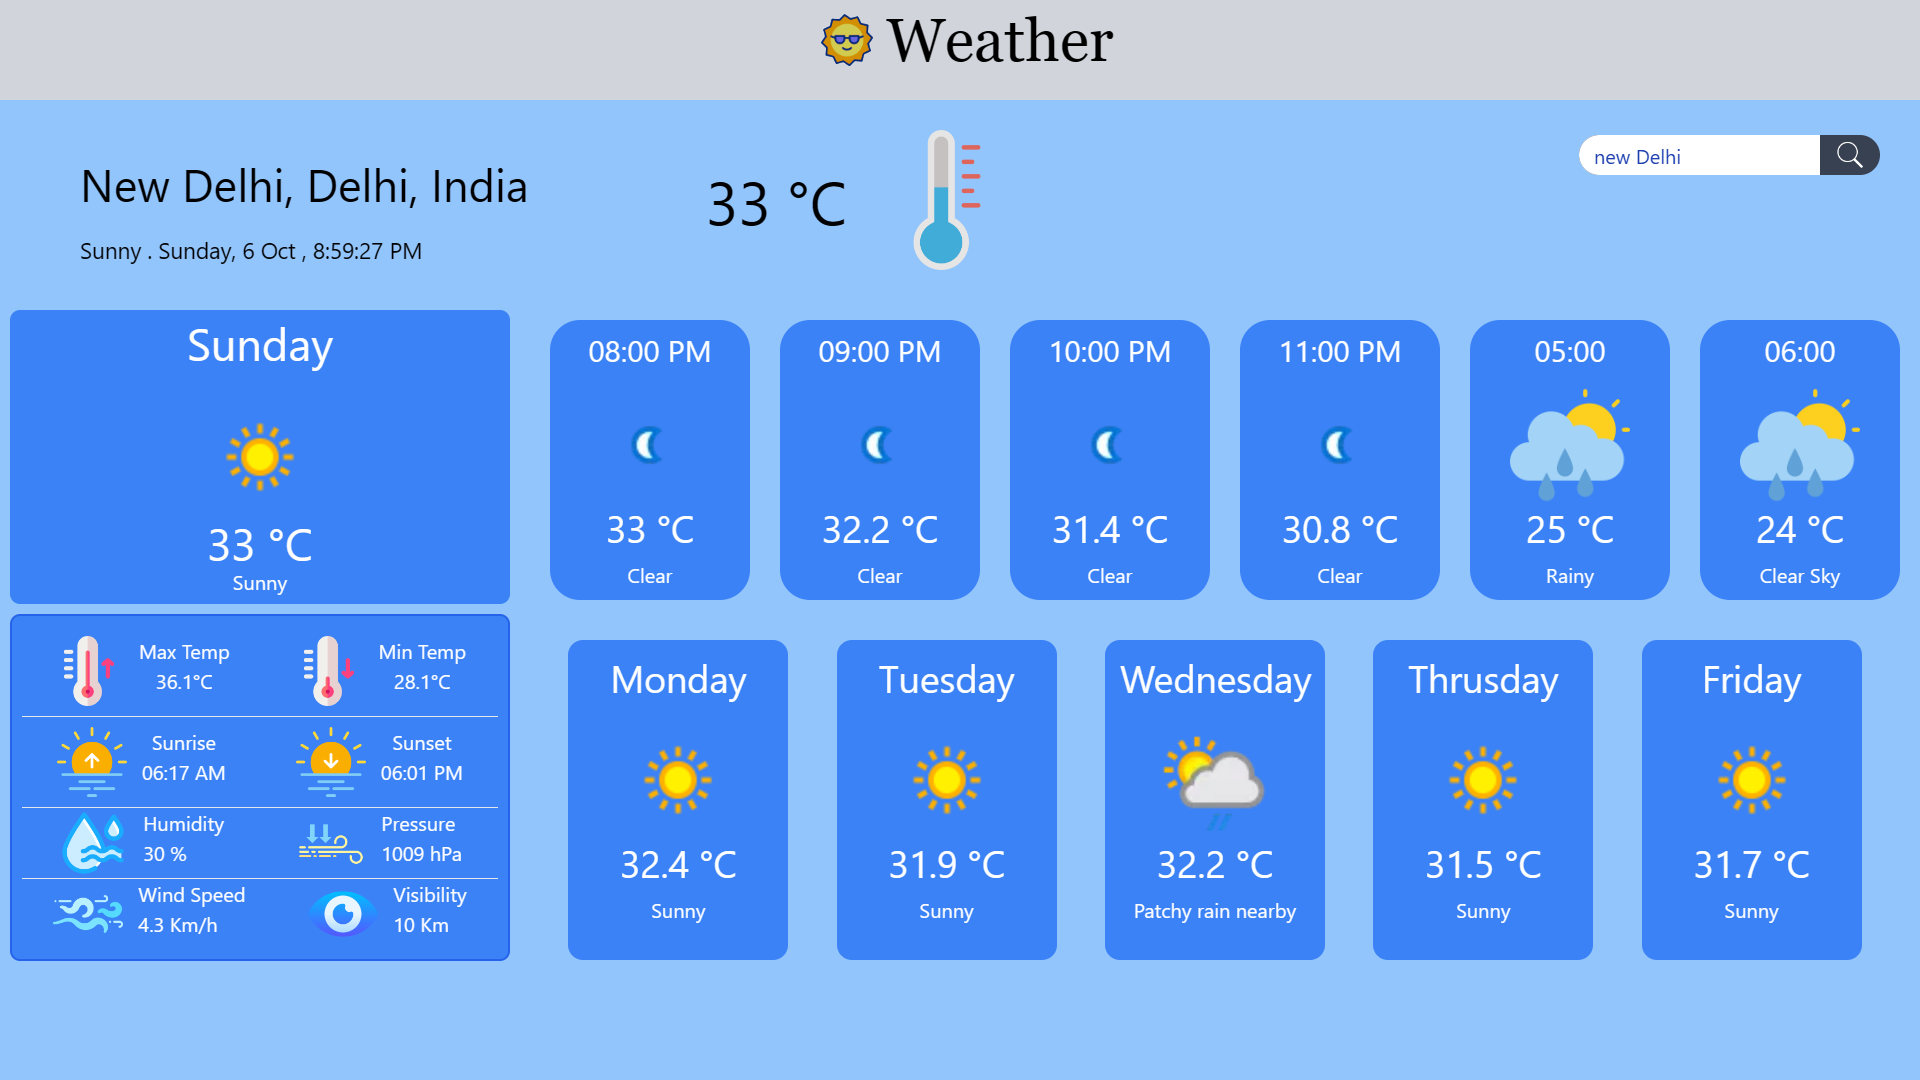 Weather
New Delhi, Delhi, India
Sunny . Sunday, 6 Oct , 8:59:27 PM
33 °C
new Delhi
Sunday
33 °C
Sunny
Max Temp
36.1°C
Min Temp
28.1°C
Sunrise
06:17 AM
Sunset
06:01 PM
Humidity
30 %
Pressure
1009 hPa
Wind Speed
4.3 Km/h
Visibility
10 Km
08:00 PM
33 °C
Clear
09:00 PM
32.2 °C
Clear
10:00 PM
31.4 °C
Clear
11:00 PM
30.8 °C
Clear
05:00
25 °C
Rainy
06:00
24 °C
Clear Sky
Monday
32.4 °C
Sunny
Tuesday
31.9 °C
Sunny
Wednesday
32.2 °C
Patchy rain nearby
Thrusday
31.5 °C
Sunny
Friday
31.7 °C
Sunny